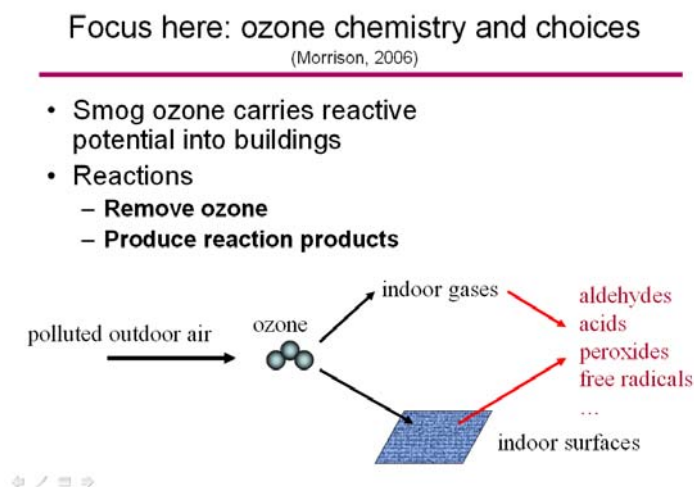 Focus here: ozone chemistry and choices
(Morrison, 2006)
• Smog ozone carries reactive
potential into buildings
• Reactions
– Remove ozone
– Produce reaction products
polluted outdoor air
ozone
indoor gases
indoor surfaces
aldehydes
acids
peroxides
free radicals
...